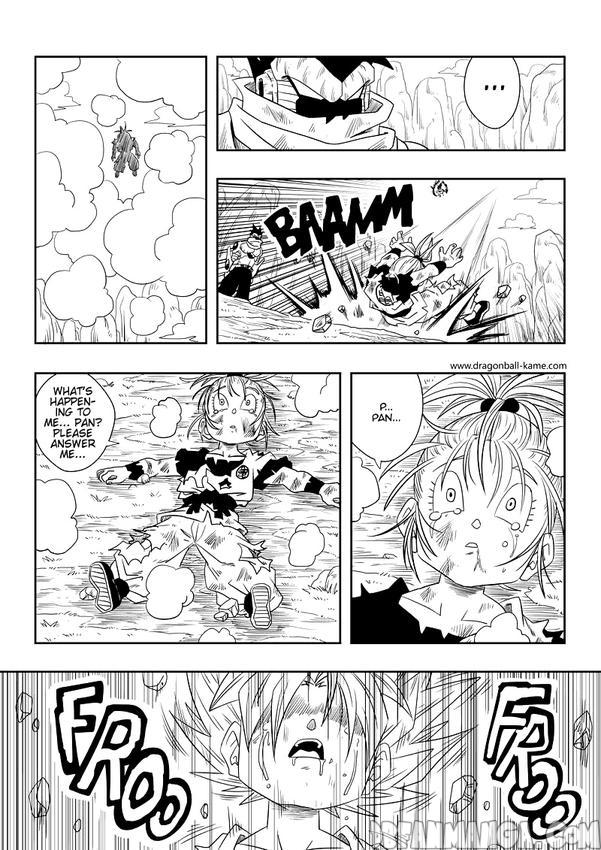 ...
BAAMM
www.dragonball-kame.com
WHAT'S
HAPPEN-
ING TO
ME... PAN?
PLEASE
ANSWER
ME...
P...
PAN...
FROO
FROO